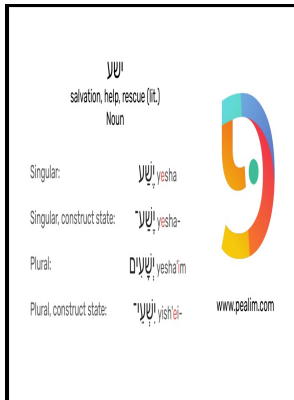 ישע
salvation, help, rescue (lit.)
Noun
Singular: יֶשַׁע yesha
Singular, construct state: יֶשַׁע־ yesha-
Plural: יְשָׁעִים yesha'im
Plural, construct state: יִשְׁעֵי־ yish'ei-
www.pealim.com